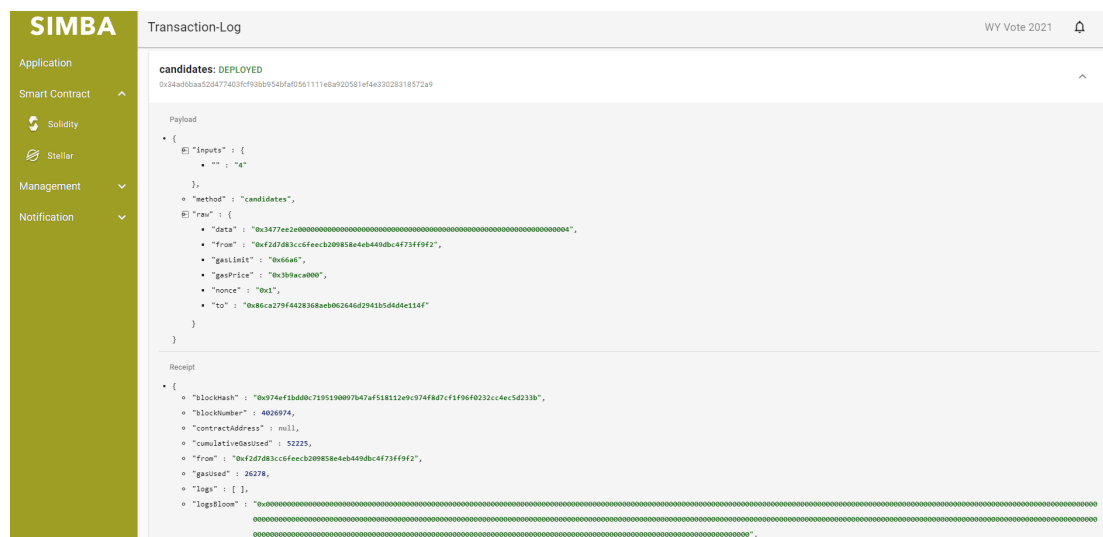 SIMBA
Transaction-Log
WY Vote 2021
Application
Smart Contract
Solidity
Stellar
Management
Notification
candidates: DEPLOYED
0x34ad6baa52d477403fcf93bb954bfaf0561111e8a920581ef4e33028318572a9
Payload
{
"inputs" : {
"" : "4"
},
"method" : "candidates",
"raw" : {
"from" : "0xf2d7d83cc6feecb209858e4eb449dbc4f73ff9f2",
"gasLimit" : "0x66a6",
"gasPrice" : "0x3b9aca000",
"nonce" : "0x1",
"to" : "0x86ca279f4428368aeb062646d2941b5d4d4e114f"
}
}
Receipt
{
"blockHash" : "0x974ef1bdd0c7195190097b47af518112e9c974f8d7cf1f96f0232cc4ec5d233b",
"blockNumber" : 4026974,
"contractAddress" : null,
"cumulativeGasUsed" : 52225,
"from" : "0xf2d7d83cc6feecb209858e4eb449dbc4f73ff9f2",
"gasUsed" : 26278,
"logs" : [ ],
"logsBloom" :